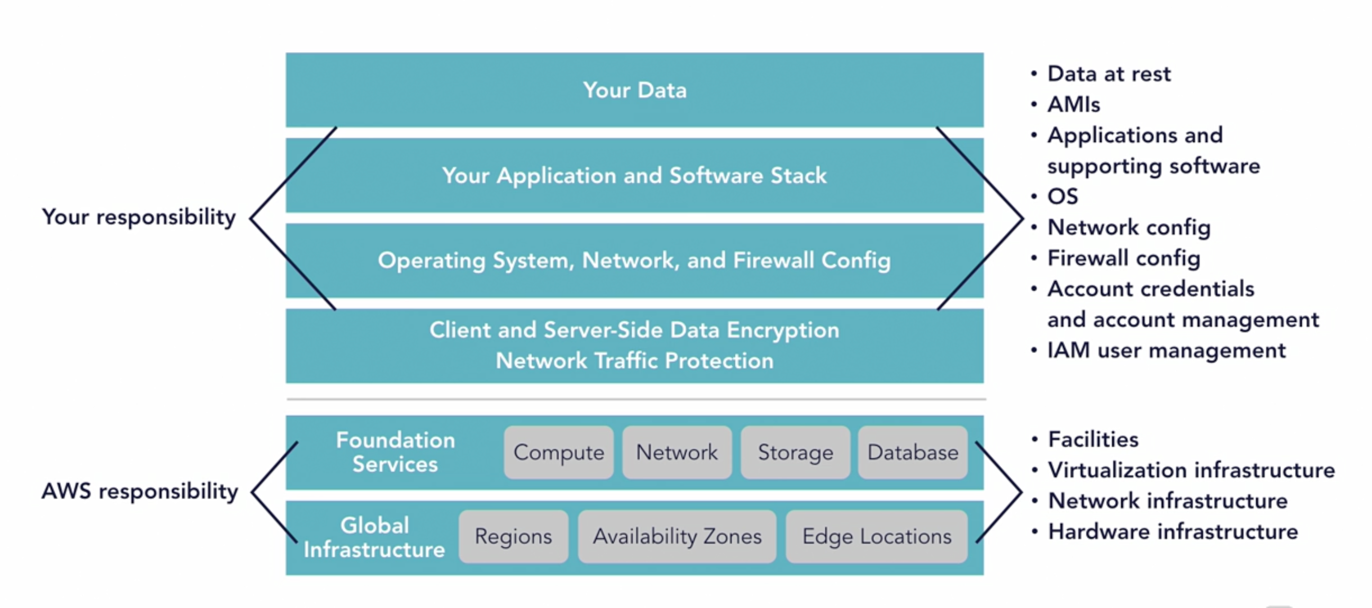 Your Data
Your Application and Software Stack
Operating System, Network, and Firewall Config
Client and Server-Side Data Encryption
Network Traffic Protection
Your responsibility
• Data at rest
• AMIs
• Applications and
supporting software
• OS
• Network config
• Firewall config
• Account credentials
and account management
• IAM user management
AWS responsibility
Foundation
Services
Compute
Network
Storage
Database
Global
Infrastructure
Regions
Availability Zones
Edge Locations
• Facilities
• Virtualization infrastructure
• Network infrastructure
• Hardware infrastructure